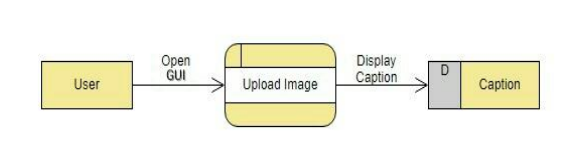 User
Open
GUI
Upload Image
Display
Caption
D
Caption